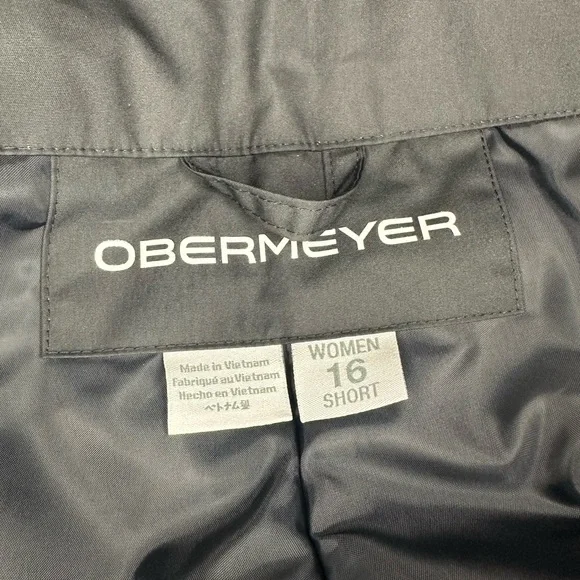 OBERMEYER
Made in Vietnam
Fabriqué au Vietnam
Hecho en Vietnam
ベトナム製
WOMEN
16
SHORT